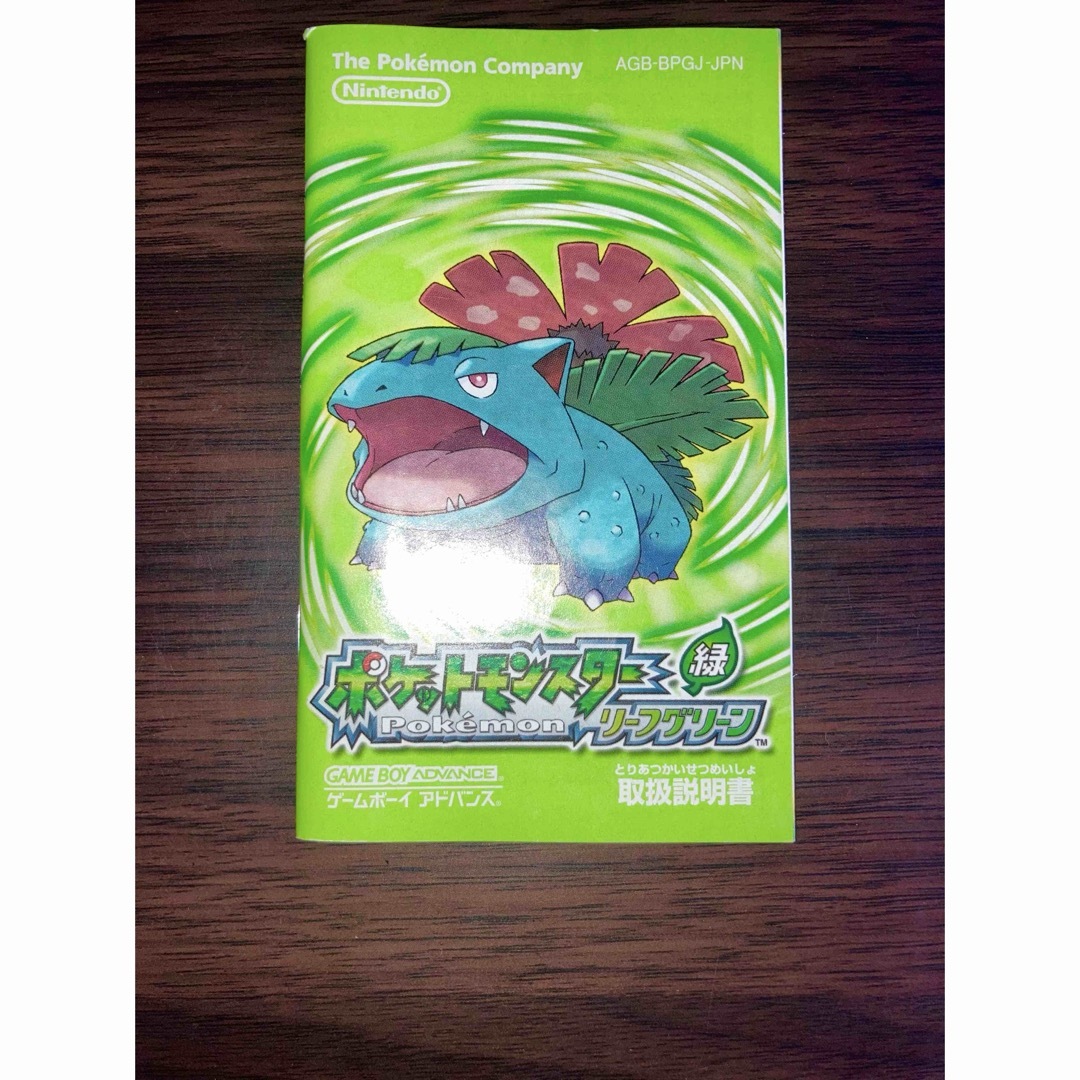 The Pokémon Company
AGB-BPGJ-JPN
Nintendo®
ポケットモンスター
緑
Pokémon
リーフグリーン™
GAME BOY ADVANCE®
とりあつかいせつめいしょ
ゲームボーイ アドバンス®
取扱説明書